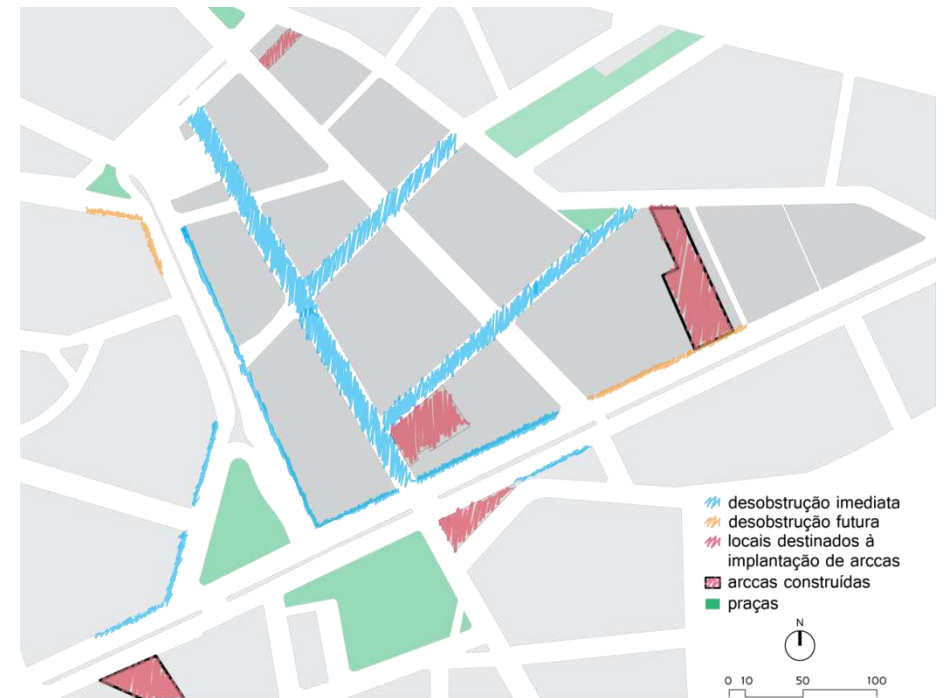 desobstrução imediata
desobstrução futura
locais destinados à
implantação de arccas
arccas construídas
praças
N
0 10 50 100